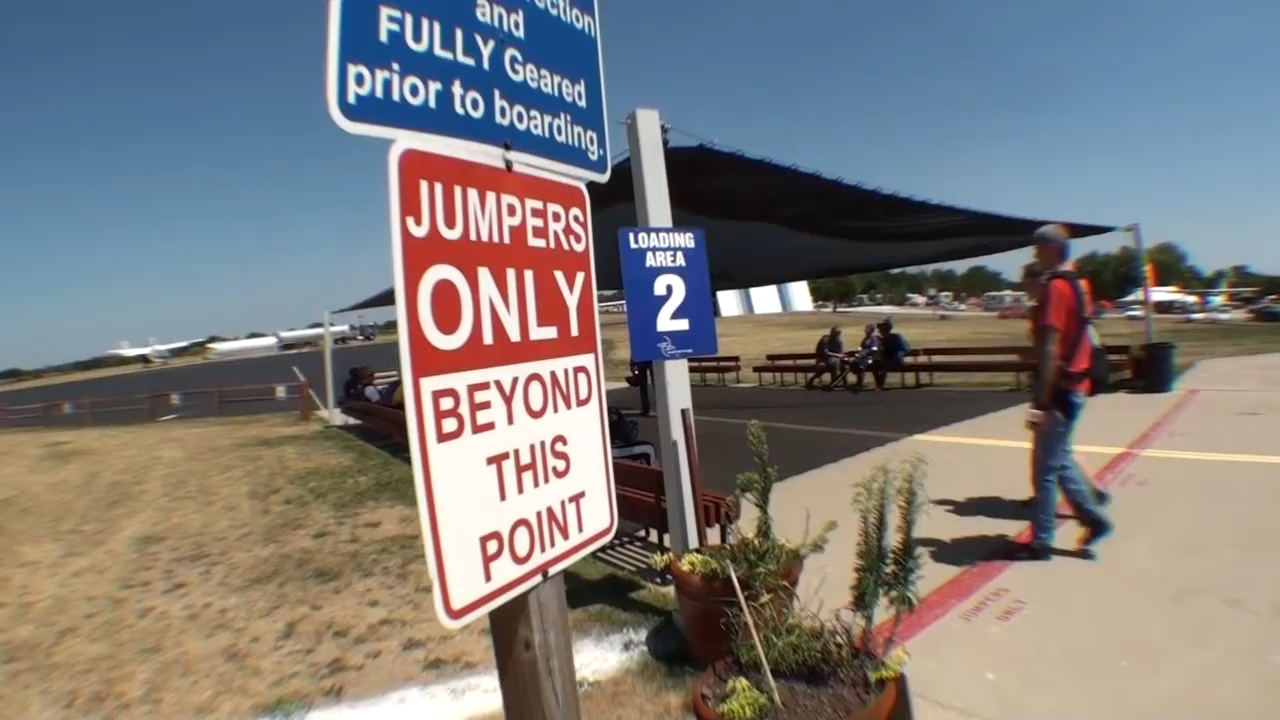 and
FULLY Geared
prior to boarding.
JUMPERS
ONLY
BEYOND
THIS
POINT
LOADING
AREA
2
JUMPERS
ONLY